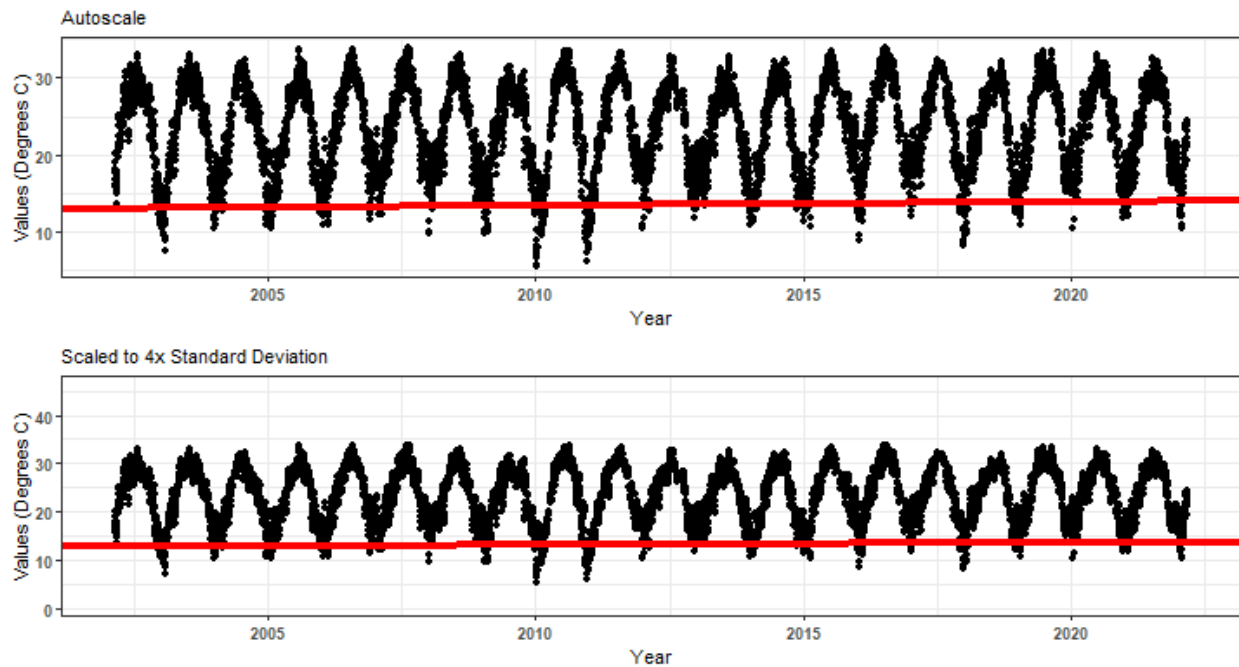 Autoscale
Values (Degrees C)
30
20
10
2005 2010 2015 2020
Year
Scaled to 4x Standard Deviation
Values (Degrees C)
40
30
20
10
0
2005 2010 2015 2020
Year